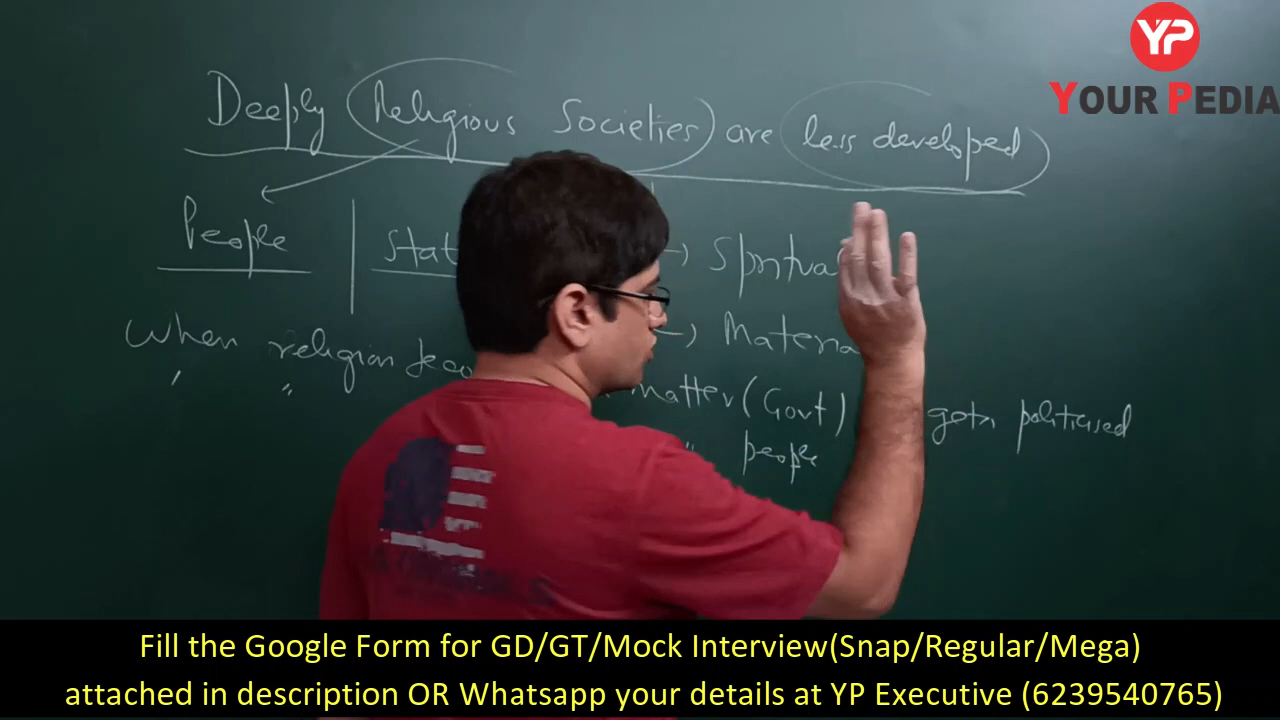 YP
YOUR PEDIA
Deeply Religious Societies are less developed
People | Stat → Spritua
→ Materia
When religion matter (Govt) gets politicised
" " " people
Fill the Google Form for GD/GT/Mock Interview(Snap/Regular/Mega)
attached in description OR Whatsapp your details at YP Executive (6239540765)